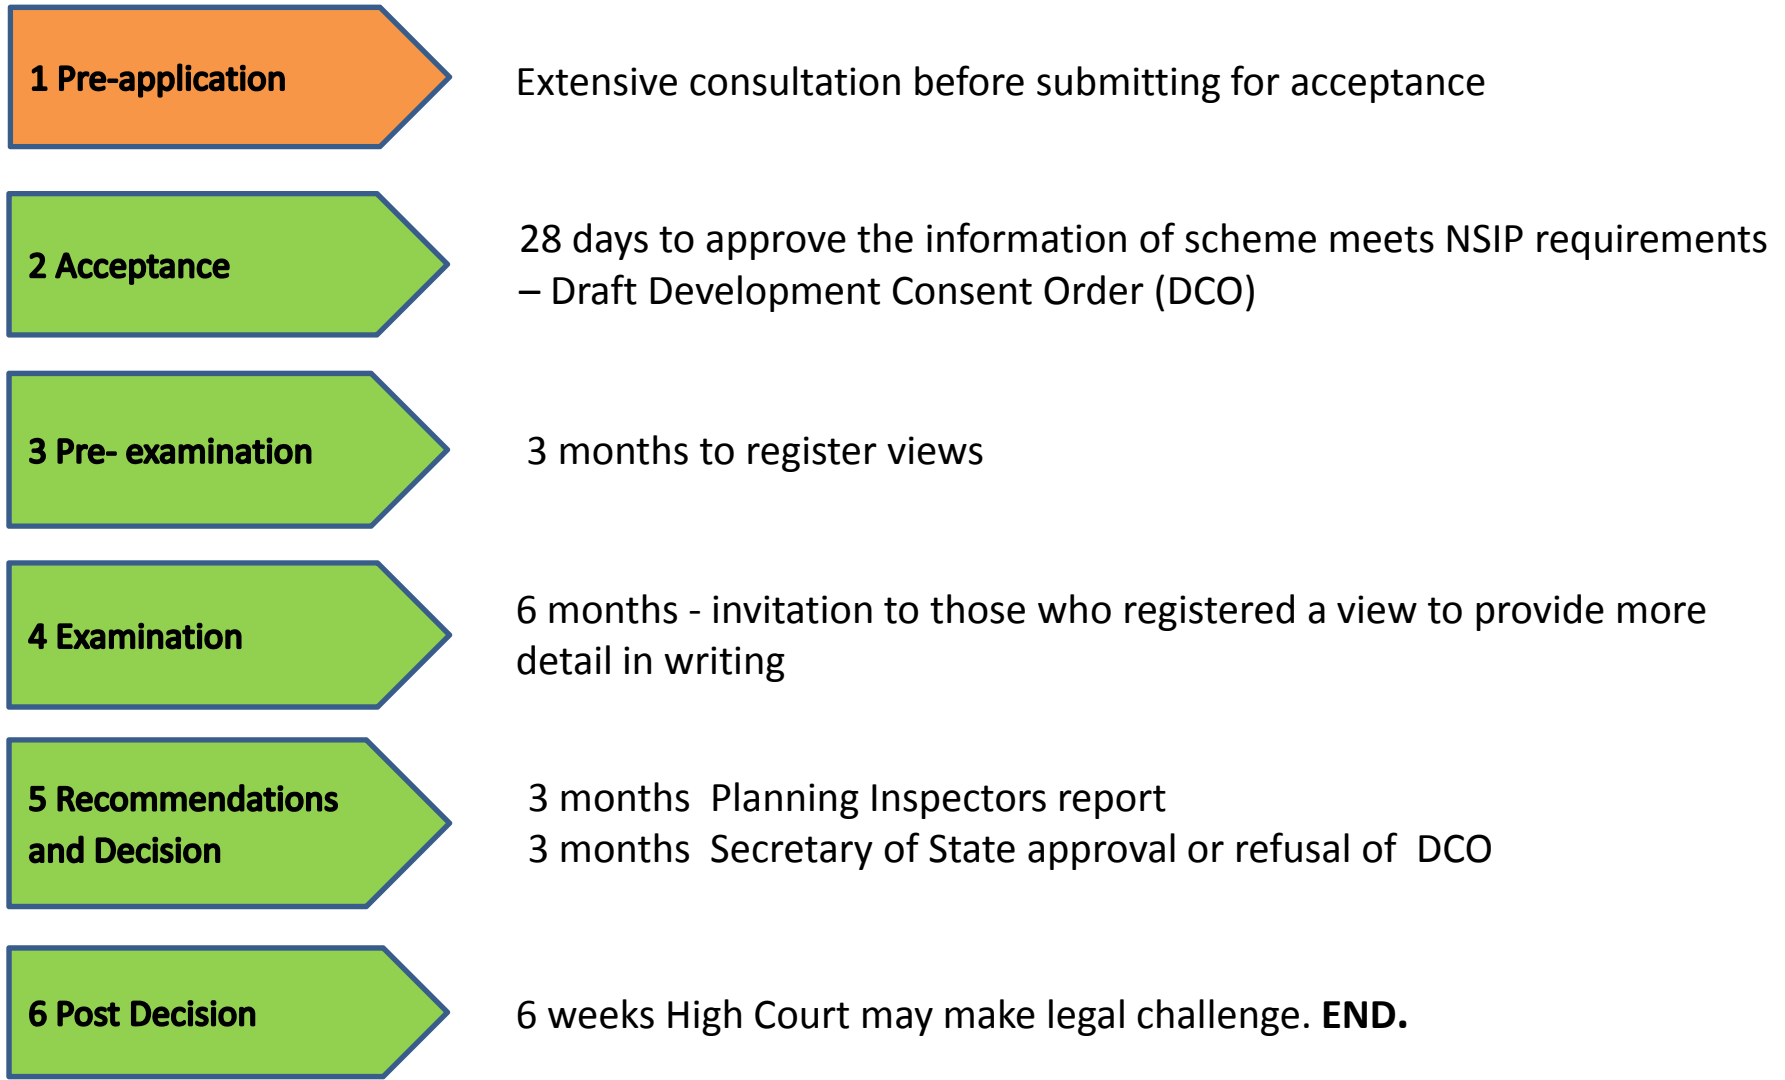 1 Pre-application
Extensive consultation before submitting for acceptance
2 Acceptance
28 days to approve the information of scheme meets NSIP requirements
– Draft Development Consent Order (DCO)
3 Pre- examination
3 months to register views
4 Examination
6 months - invitation to those who registered a view to provide more
detail in writing
5 Recommendations
and Decision
3 months  Planning Inspectors report
3 months  Secretary of State approval or refusal of  DCO
6 Post Decision
6 weeks High Court may make legal challenge. END.